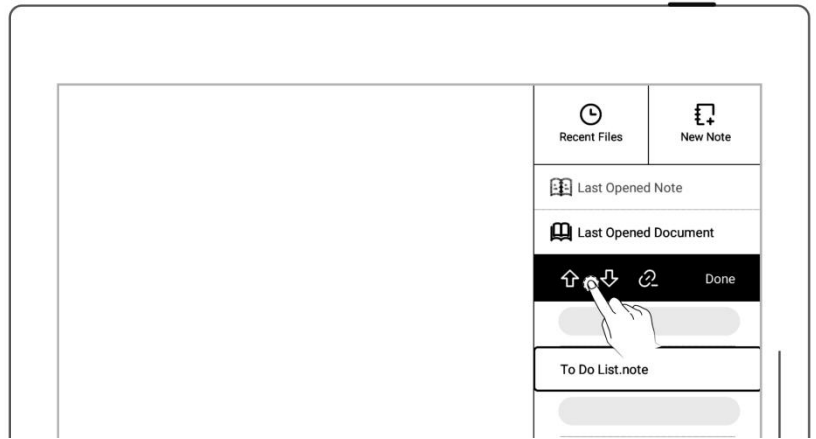 Recent Files
New Note
Last Opened Note
Last Opened Document
Done
To Do List.note